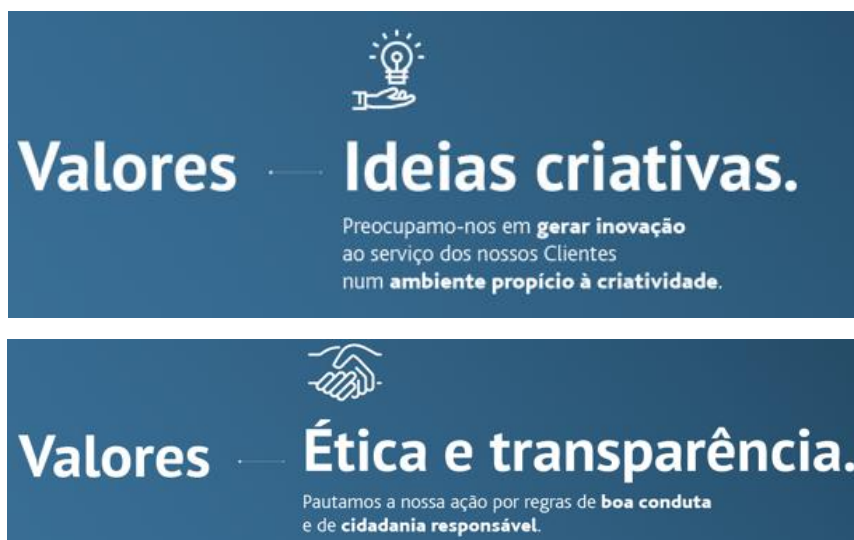 Valores
Ideias criativas.
Preocupamo-nos em gerar inovação
ao serviço dos nossos Clientes
num ambiente propício à criatividade.
Valores
Ética e transparência.
Pautamos a nossa ação por regras de boa conduta
e de cidadania responsável.